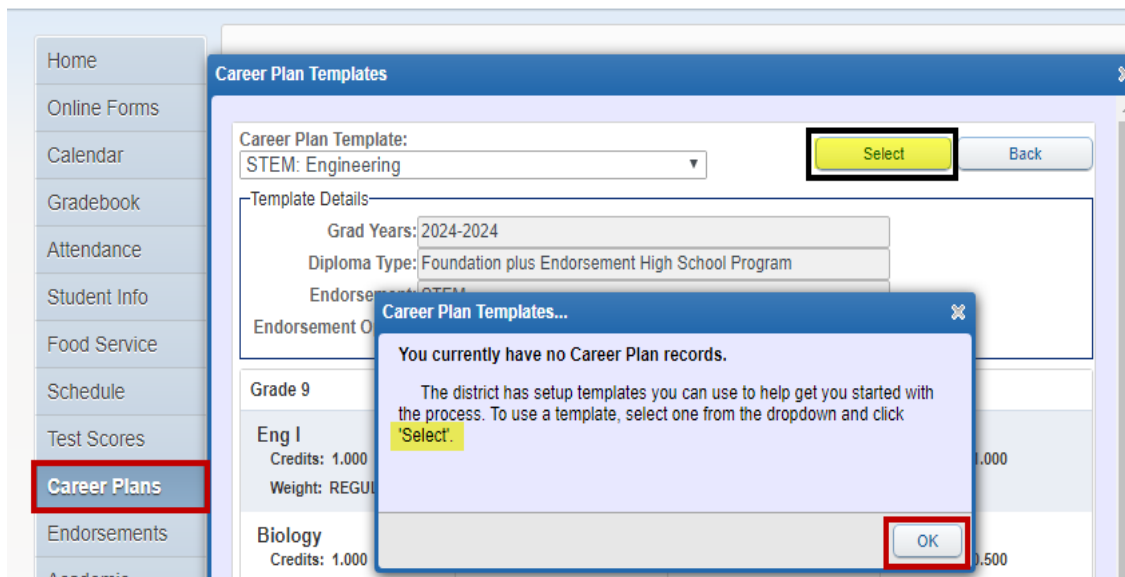 Home
Online Forms
Calendar
Gradebook
Attendance
Student Info
Food Service
Schedule
Test Scores
Career Plans
Endorsements
Career Plan Templates
Career Plan Template:
STEM: Engineering
Select
Back
Template Details
Grad Years: 2024-2024
Diploma Type: Foundation plus Endorsement High School Program
Career Plan Templates...
You currently have no Career Plan records.
The district has setup templates you can use to help get you started with
the process. To use a template, select one from the dropdown and click
'Select'.
OK
Grade 9
Eng I
Credits: 1.000
Weight:
Biology
Credits: 1.000